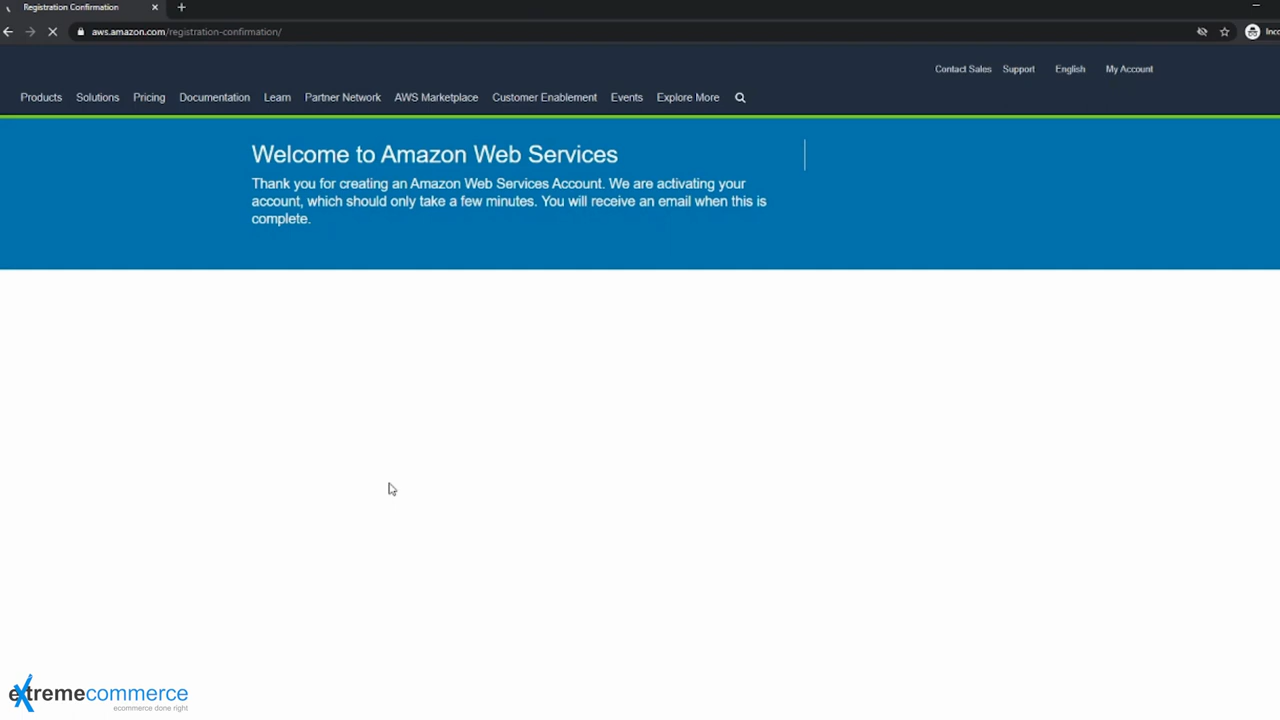 Registration Confirmation
aws.amazon.com/registration-confirmation/
Contact Sales Support English My Account
Products Solutions Pricing Documentation Learn Partner Network AWS Marketplace Customer Enablement Events Explore More
Welcome to Amazon Web Services
Thank you for creating an Amazon Web Services Account. We are activating your
account, which should only take a few minutes. You will receive an email when this is
complete.
extremecommerce
ecommerce done right